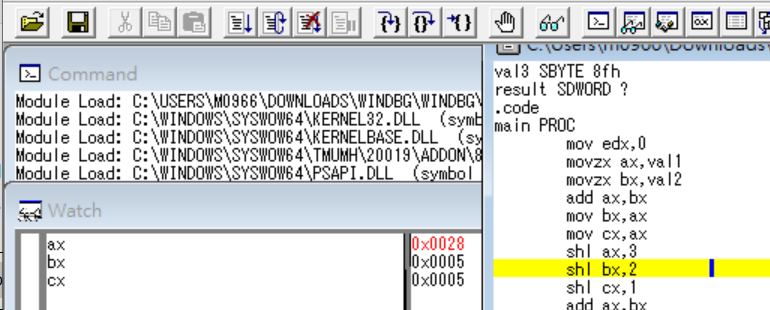 Command
Module Load: C:\USERS\M0966\DOWNLOADS\WINDBG\WINDBG\
Module Load: C:\WINDOWS\SYSWOW64\KERNEL32.DLL (symb
Module Load: C:\WINDOWS\SYSWOW64\KERNELBASE.DLL (sy
Module Load: C:\WINDOWS\SYSWOW64\TMUMH\20019\ADDON\8
Module Load: C:\WINDOWS\SYSWOW64\PSAPI.DLL (symbol
Watch
ax 0x0028
bx 0x0005
cx 0x0005
C:\Users\m0966\Downloads\
val3 SBYTE 8fh
result SDWORD ?
.code
main PROC
mov edx,0
movzx ax,val1
movzx bx,val2
add ax,bx
mov bx,ax
mov cx,ax
shl ax,3
shl bx,2
shl cx,1
add ax,bx